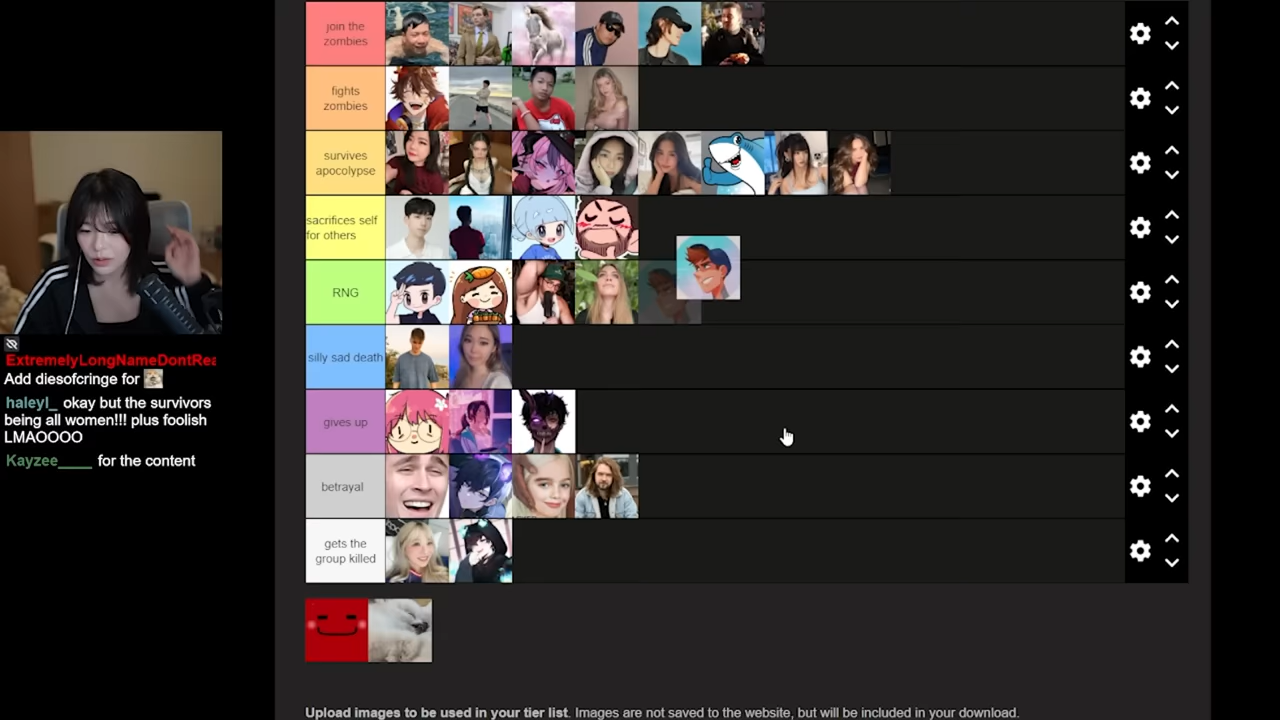 join the
zombies
fights
zombies
survives
apocolypse
sacrifices self
for others
RNG
silly sad death
gives up
betrayal
gets the
group killed
ExtremelyLongNameDontRea
Add diesofcringe for
haleyl_ okay but the survivors
being all women!!! plus foolish
LMAOOOO
Kayzee____ for the content
Upload images to be used in your tier list. Images are not saved to the website, but will be included in your download.